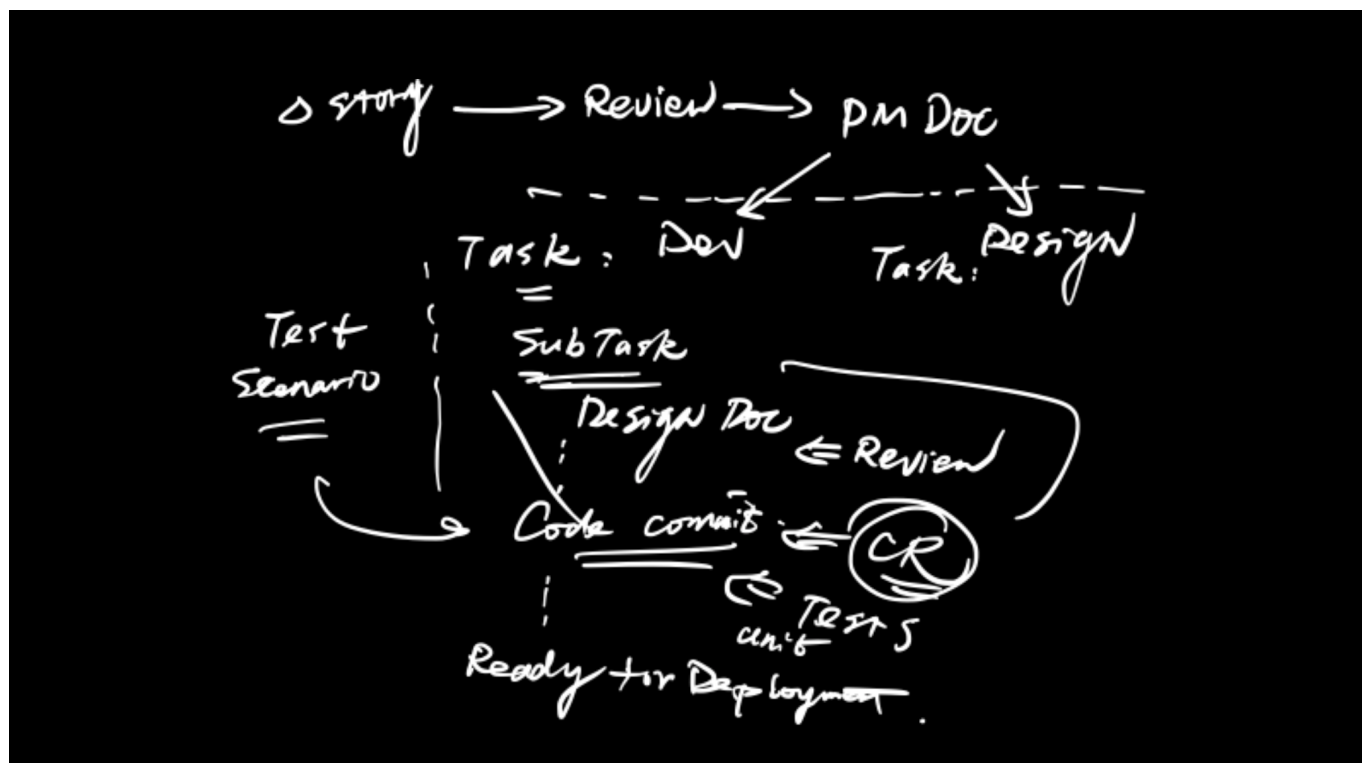 story → Review → PM Doc
Task : Dev
Task : Design
Test
Scenario
SubTask
Design Doc
⇐ Review
Code commit
⇐ CR
⇐ Tests
unit
Ready for Deployment.